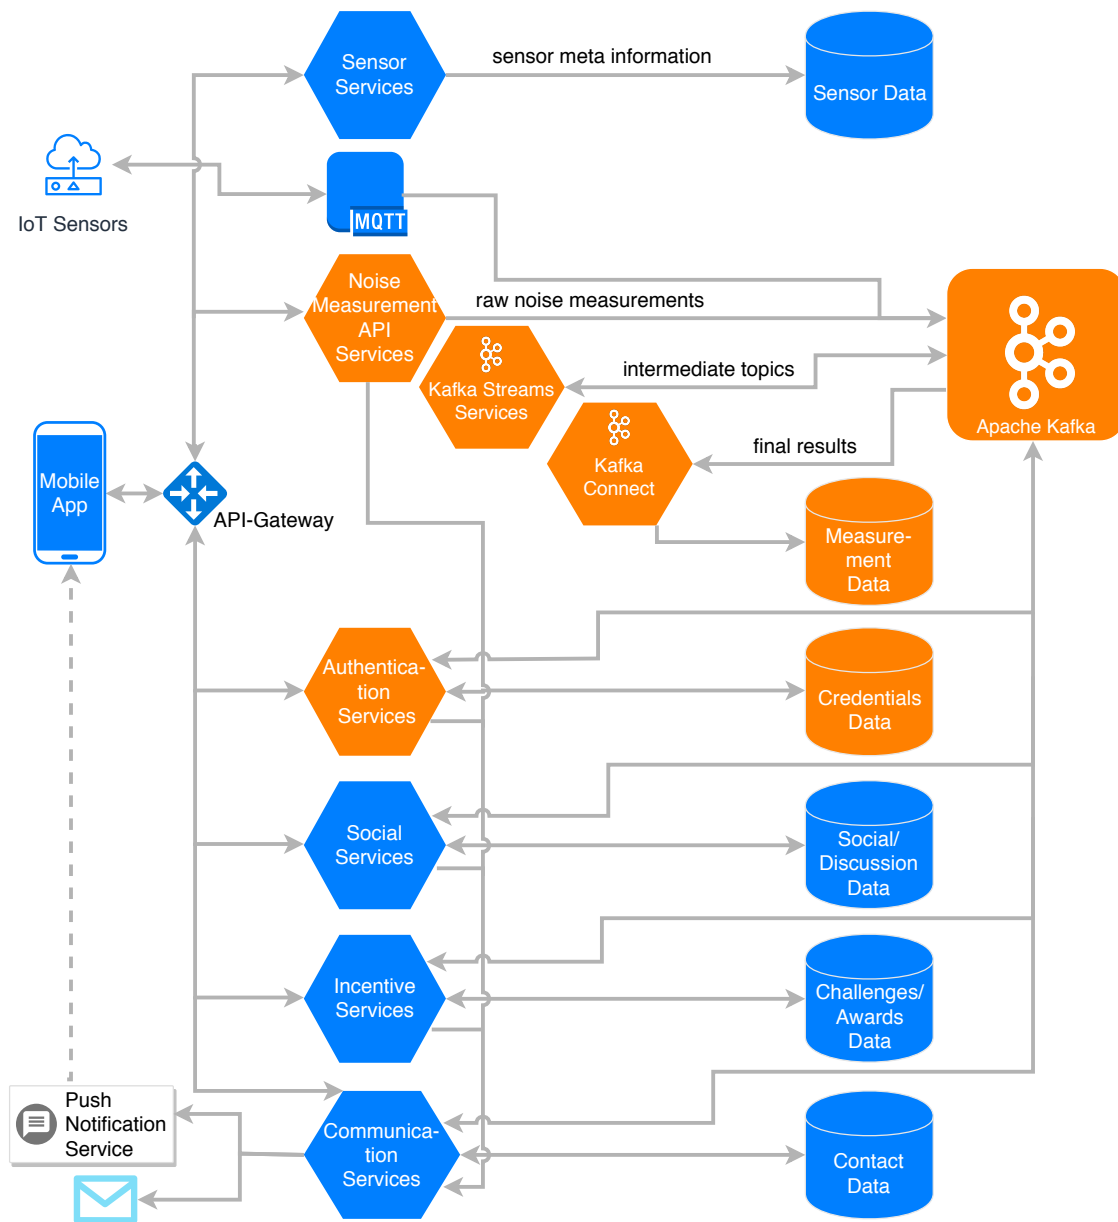 Sensor
Services
sensor meta information
Sensor Data
IoT Sensors
MQTT
Noise
Measurement
API
Services
raw noise measurements
Kafka Streams
Services
intermediate topics
Apache Kafka
Kafka
Connect
final results
Mobile
App
API-Gateway
Measure-
ment
Data
Authentica-
tion
Services
Credentials
Data
Social
Services
Social/
Discussion
Data
Incentive
Services
Challenges/
Awards
Data
Push
Notification
Service
Communica-
tion
Services
Contact
Data